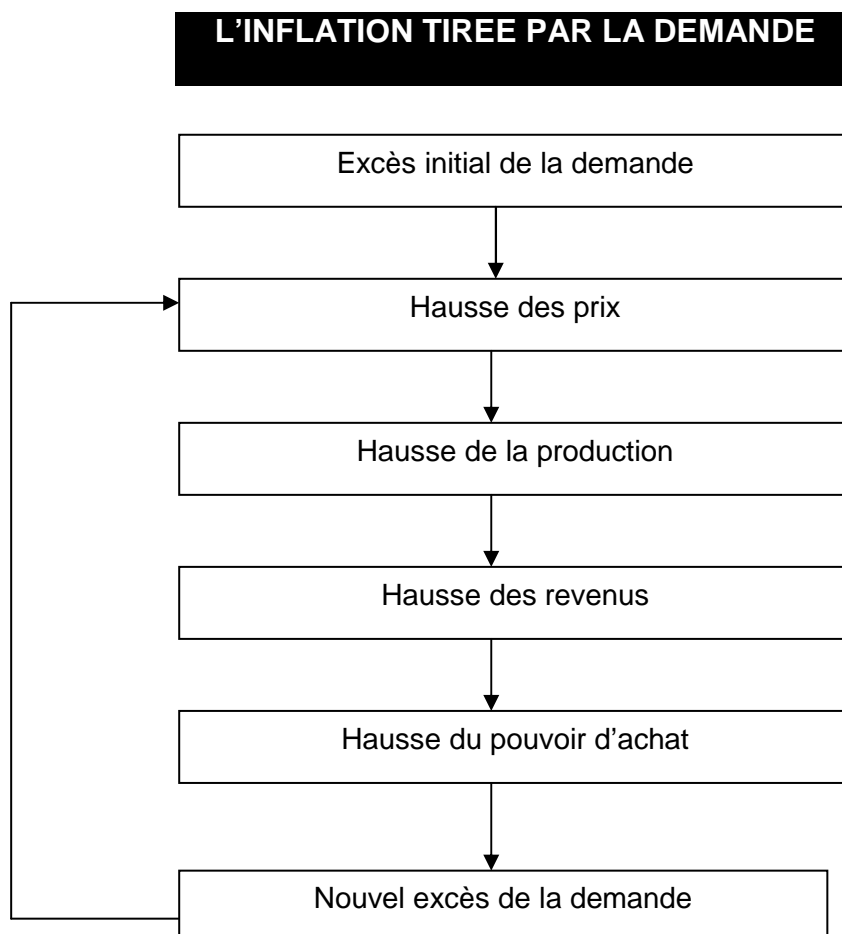 L'INFLATION TIREE PAR LA DEMANDE
Excès initial de la demande
Hausse des prix
Hausse de la production
Hausse des revenus
Hausse du pouvoir d'achat
Nouvel excès de la demande